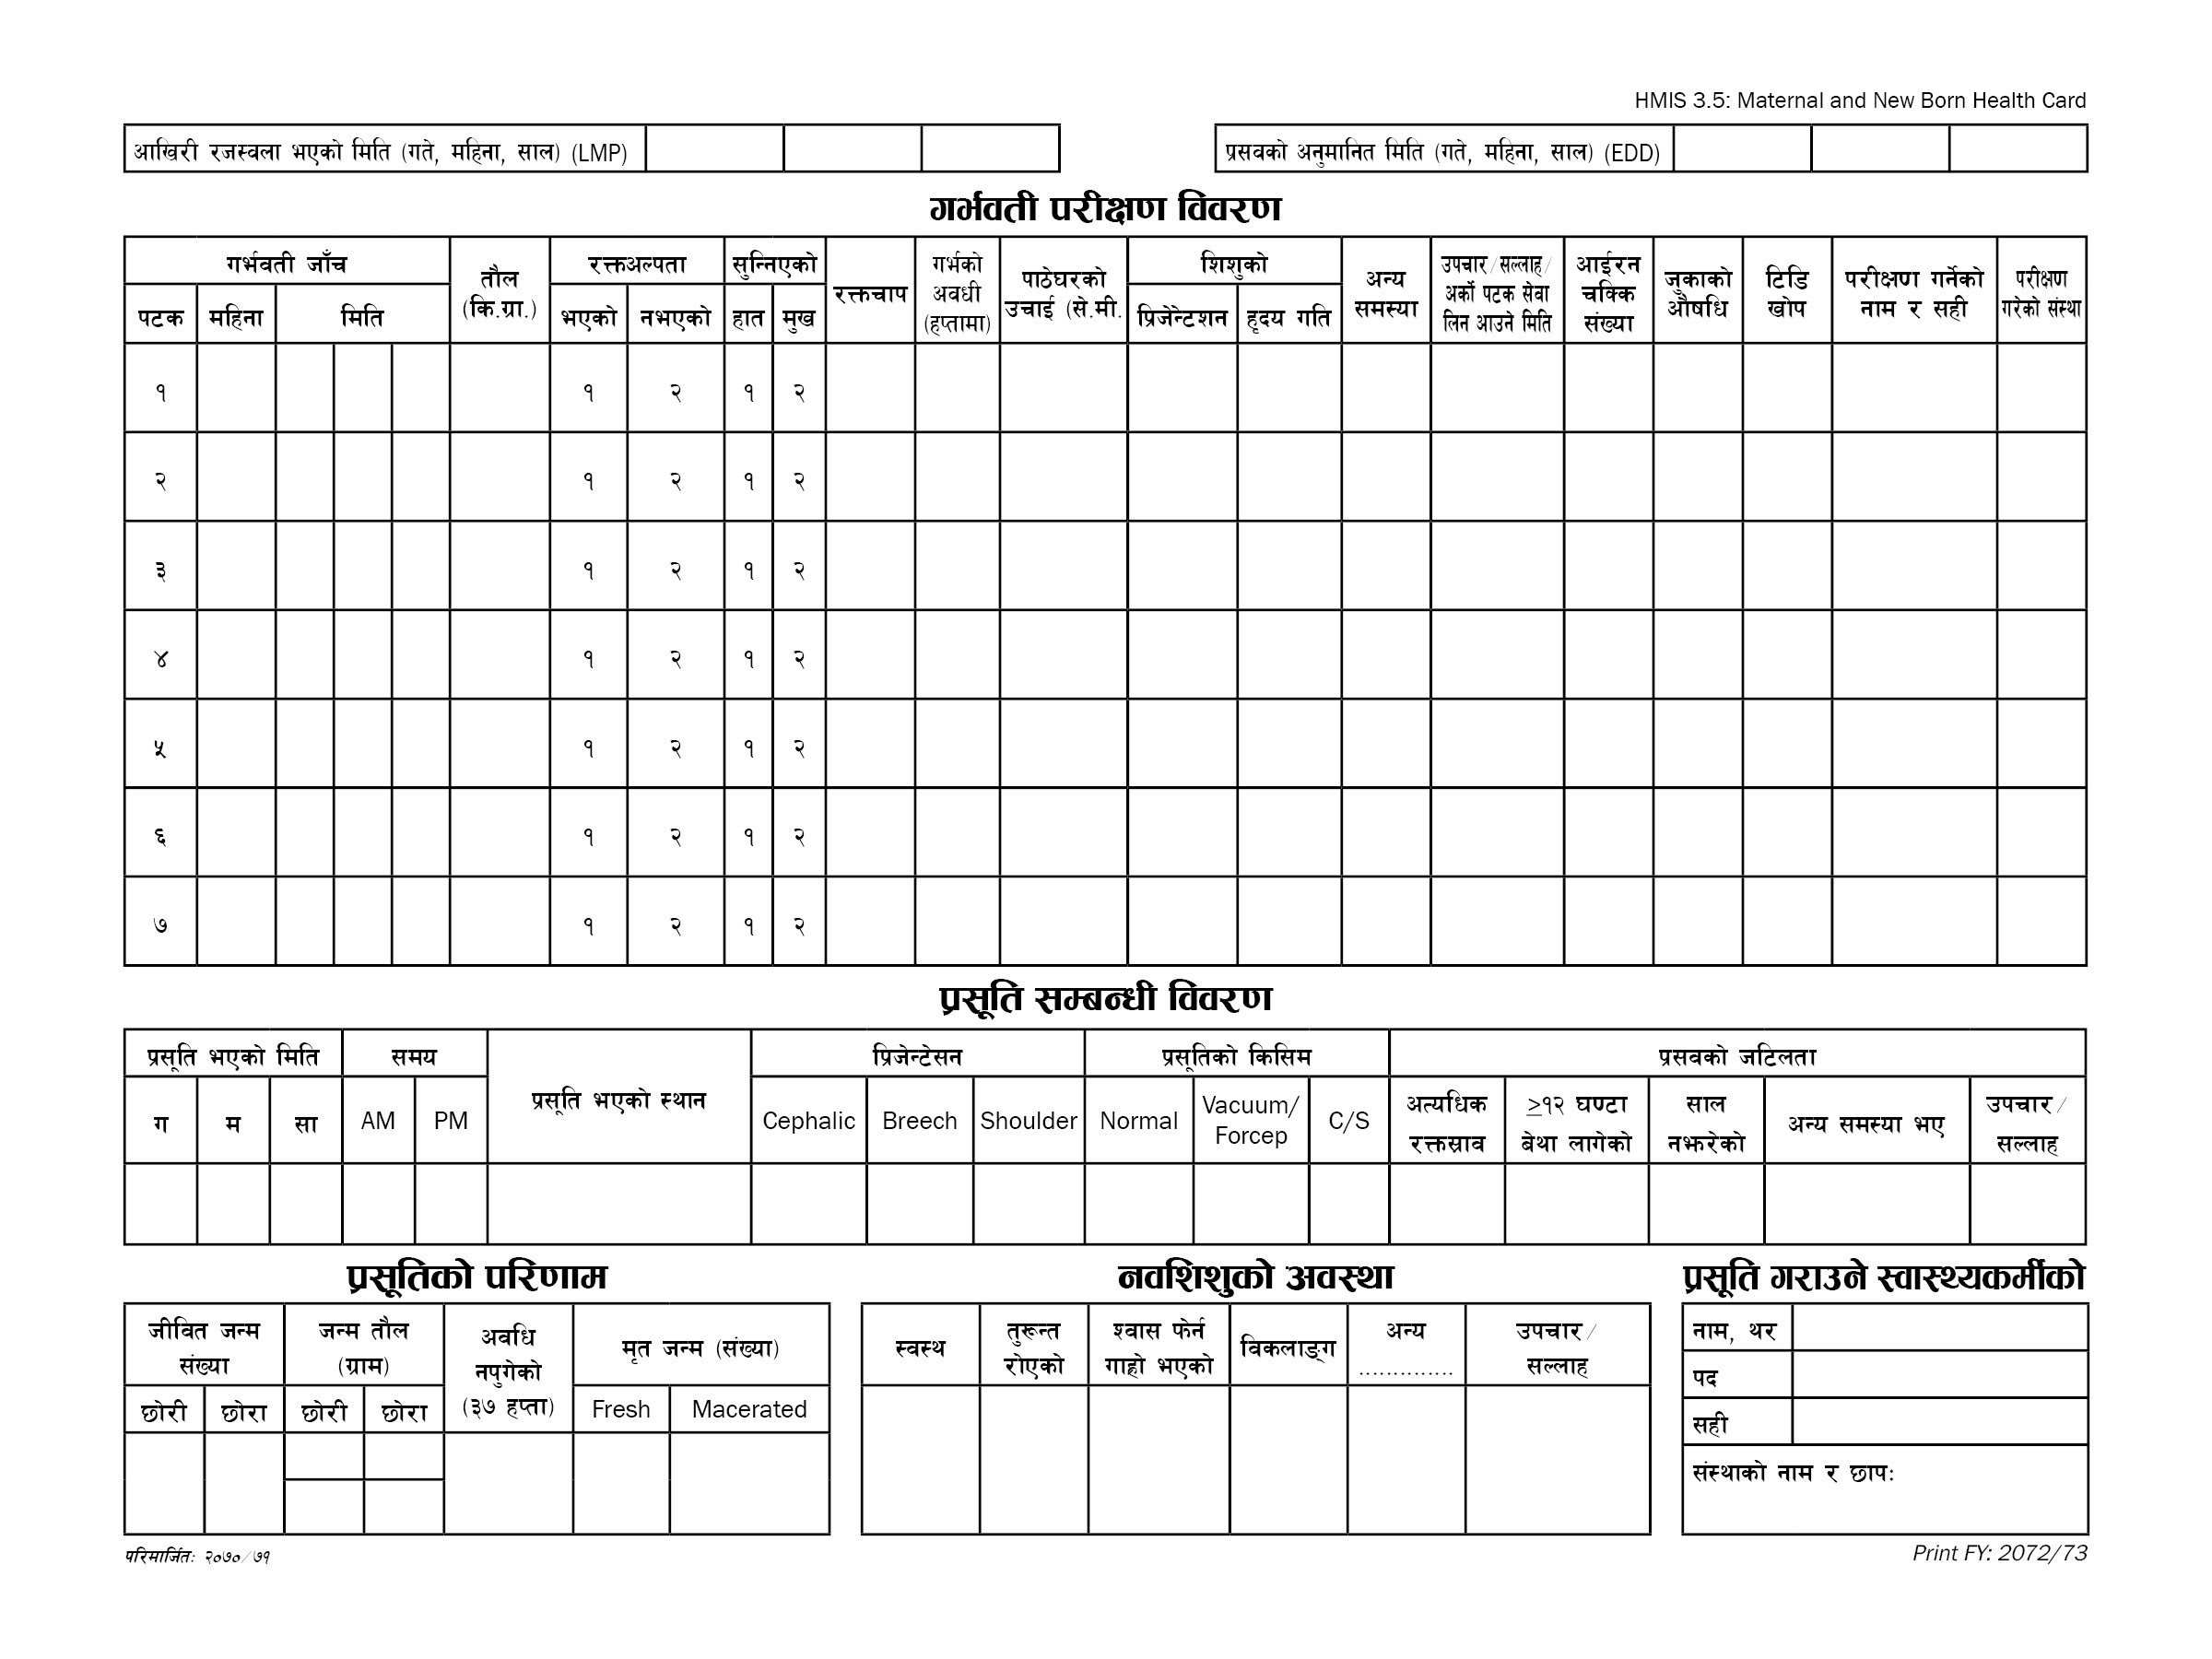 HMIS 3.5: Maternal and New Born Health Card
आखिरी रजस्वला भएको मिति (गते, महिना, साल) (LMP)
प्रसवको अनुमानित मिति (गते, महिना, साल) (EDD)
गर्भवती परीक्षण विवरण
गर्भवती जाँच
तौल
(कि.ग्रा.)
रक्तअल्पता
सुन्निएको
रक्तचाप
गर्भको
अवधी
(हप्तामा)
पाठेघरको
उचाई (से.मी.
शिशुको
अन्य
समस्या
उपचार/सल्लाह/
अर्को पटक सेवा
लिन आउने मिति
आईरन
चक्कि
संख्या
जुकाको
औषधि
टिडि
खोप
परीक्षण गर्नेको
नाम र सही
परीक्षण
गरेको संस्था
पटक महिना मिति
भएको नभएको
हात मुख
प्रिजेन्टेशन हृदय गति
१ १ २ १ २
२ १ २ १ २
३ १ २ १ २
४ १ २ १ २
५ १ २ १ २
६ १ २ १ २
७ १ २ १ २
प्रसूति सम्बन्धी विवरण
प्रसूति भएको मिति
समय
प्रसूति भएको स्थान
प्रिजेन्टेसन
प्रसूतिको किसिम
प्रसवको जटिलता
ग म सा
AM PM
Cephalic Breech Shoulder
Normal
Vacuum/
Forcep
C/S
अत्यधिक
रक्तस्राव
≥१२ घण्टा
बेथा लागेको
साल
नझरेको
अन्य समस्या भए
उपचार/
सल्लाह
प्रसूतिको परिणाम
जीवित जन्म
संख्या
जन्म तौल
(ग्राम)
अबधि
नपुगेको
(३७ हप्ता)
मृत जन्म (संख्या)
छोरी छोरा छोरी छोरा
Fresh Macerated
नवशिशुको अवस्था
स्वस्थ
तुरून्त
रोएको
श्वास फेर्न
गाह्रो भएको
विकलाङ्ग
अन्य
..............
उपचार/
सल्लाह
प्रसूति गराउने स्वास्थ्यकर्मीको
नाम, थर
पद
सही
संस्थाको नाम र छापः
परिमार्जितः २०७०/७१
Print FY: 2072/73